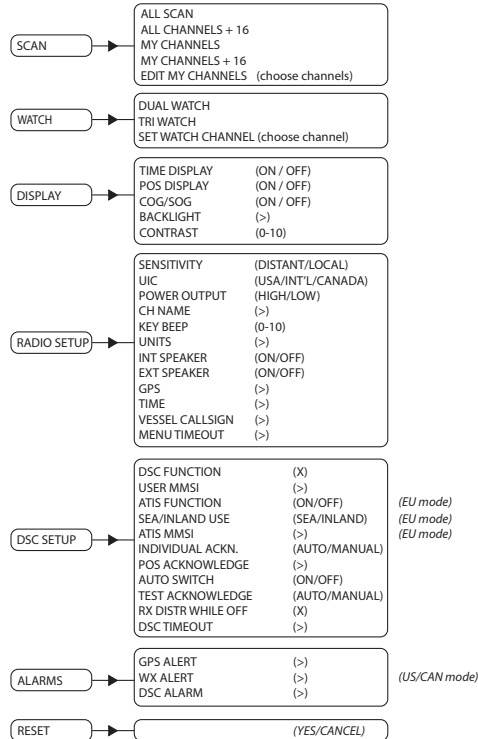 SCAN
ALL SCAN
ALL CHANNELS + 16
MY CHANNELS
MY CHANNELS + 16
EDIT MY CHANNELS (choose channels)
WATCH
DUAL WATCH
TRI WATCH
SET WATCH CHANNEL (choose channel)
DISPLAY
TIME DISPLAY (ON / OFF)
POS DISPLAY (ON / OFF)
COG/SOG (ON / OFF)
BACKLIGHT (>)
CONTRAST (0-10)
RADIO SETUP
SENSITIVITY (DISTANT/LOCAL)
UIC (USA/INT'L/CANADA)
POWER OUTPUT (HIGH/LOW)
CH NAME (>)
KEY BEEP (0-10)
UNITS (>)
INT SPEAKER (ON/OFF)
EXT SPEAKER (ON/OFF)
GPS (>)
TIME (>)
VESSEL CALLSIGN (>)
MENU TIMEOUT (>)
DSC SETUP
DSC FUNCTION (X)
USER MMSI (>)
ATIS FUNCTION (ON/OFF) (EU mode)
SEA/INLAND USE (SEA/INLAND) (EU mode)
ATIS MMSI (>) (EU mode)
INDIVIDUAL ACKN. (AUTO/MANUAL)
POS ACKNOWLEDGE (>)
AUTO SWITCH (ON/OFF)
TEST ACKNOWLEDGE (AUTO/MANUAL)
RX DISTR WHILE OFF (X)
DSC TIMEOUT (>)
ALARMS
GPS ALERT (>)
WX ALERT (>) (US/CAN mode)
DSC ALARM (>)
RESET
(YES/CANCEL)